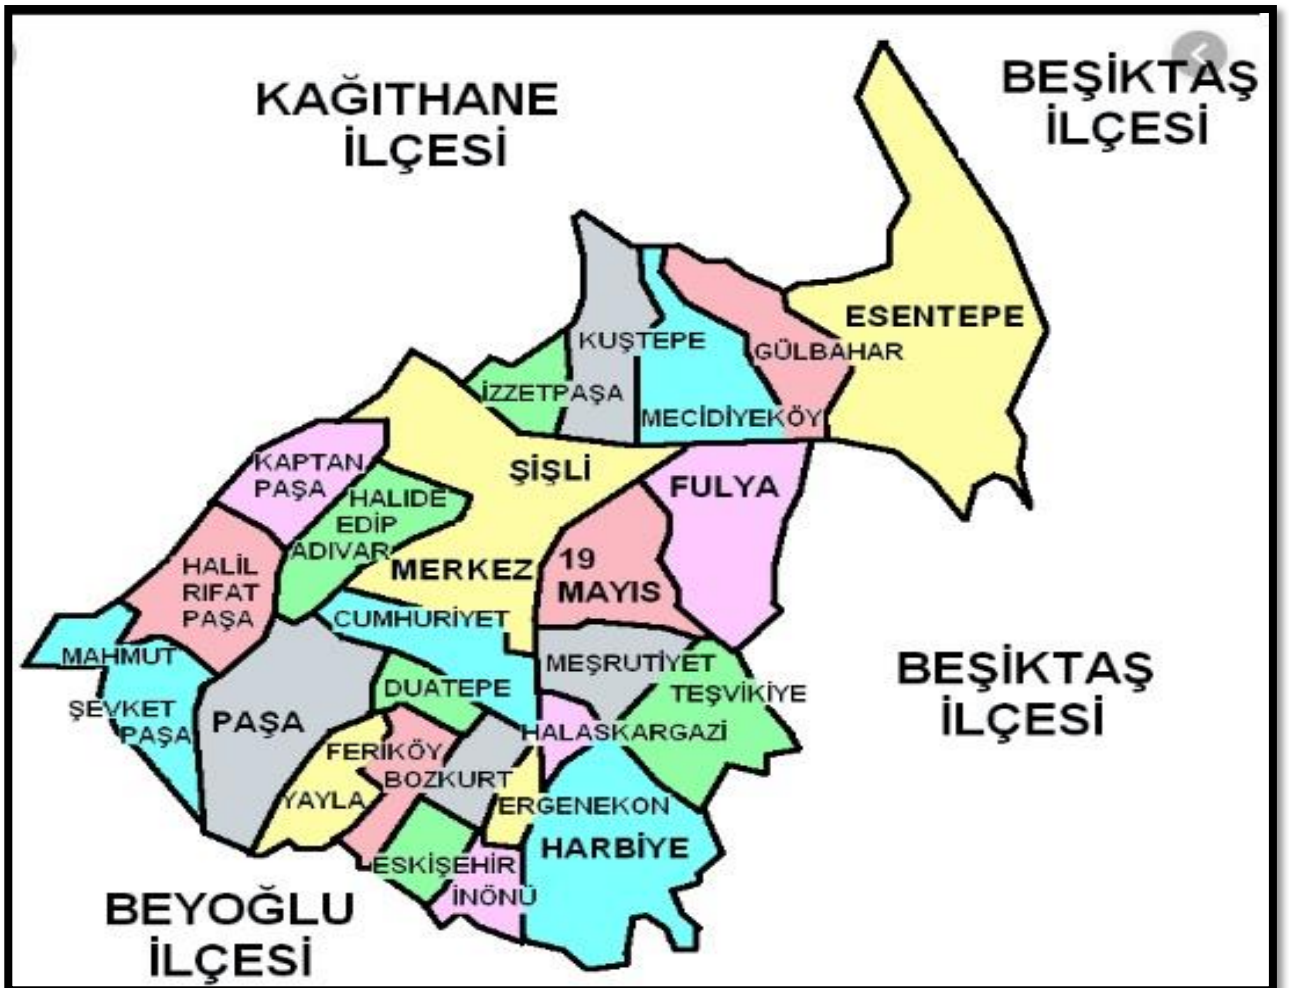 KAĞITHANE
İLÇESİ
BEŞİKTAŞ
İLÇESİ
ESENTEPE
KUŞTEPE
GÜLBAHAR
İZZETPAŞA
MECİDİYEKÖY
ŞİŞLİ
MERKEZ
KAPTAN
PAŞA
FULYA
HALIDE
EDİP
ADIVAR
19
MAYIS
HALİL
RIFAT
PAŞA
CUMHURİYET
MAHMUT
ŞEVKET
PAŞA
MEŞRUTİYET
TEŞVİKİYE
BEŞİKTAŞ
İLÇESİ
DUATEPE
PAŞA
HALASKARGAZİ
FERİKÖY
BOZKURT
YAYLA
ERGENEKON
HARBİYE
ESKİŞEHİR
İNÖNÜ
BEYOĞLU
İLÇESİ